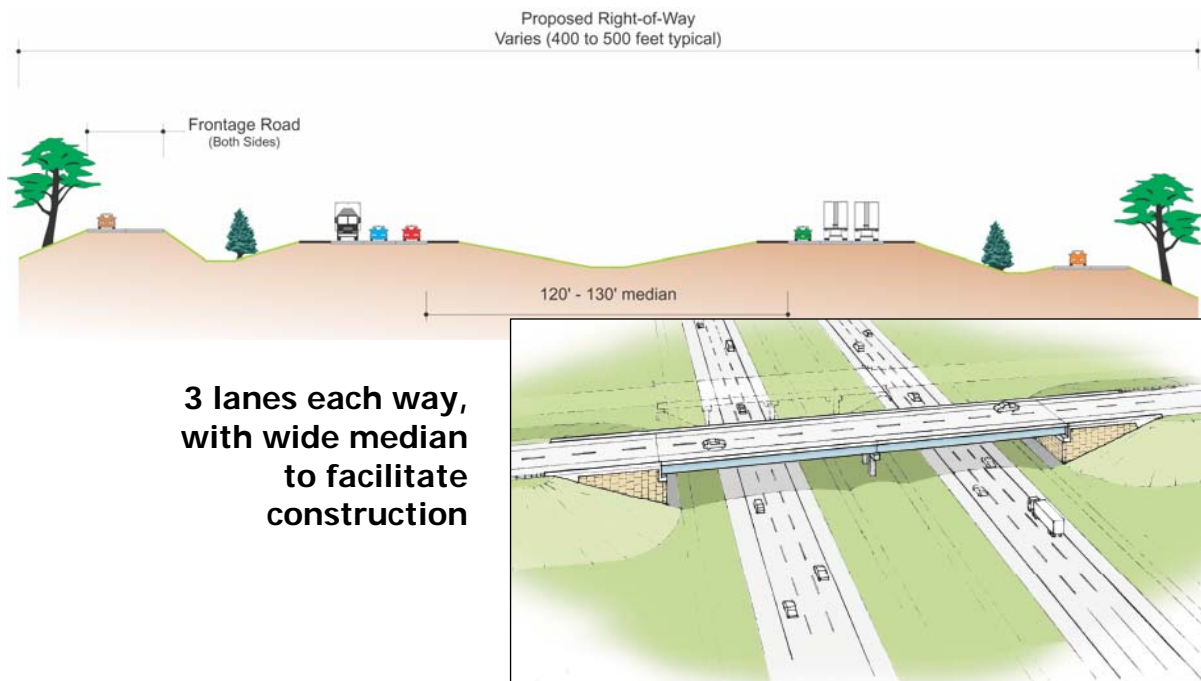 Proposed Right-of-Way
Varies (400 to 500 feet typical)
Frontage Road
(Both Sides)
120' - 130' median
3 lanes each way,
with wide median
to facilitate
construction